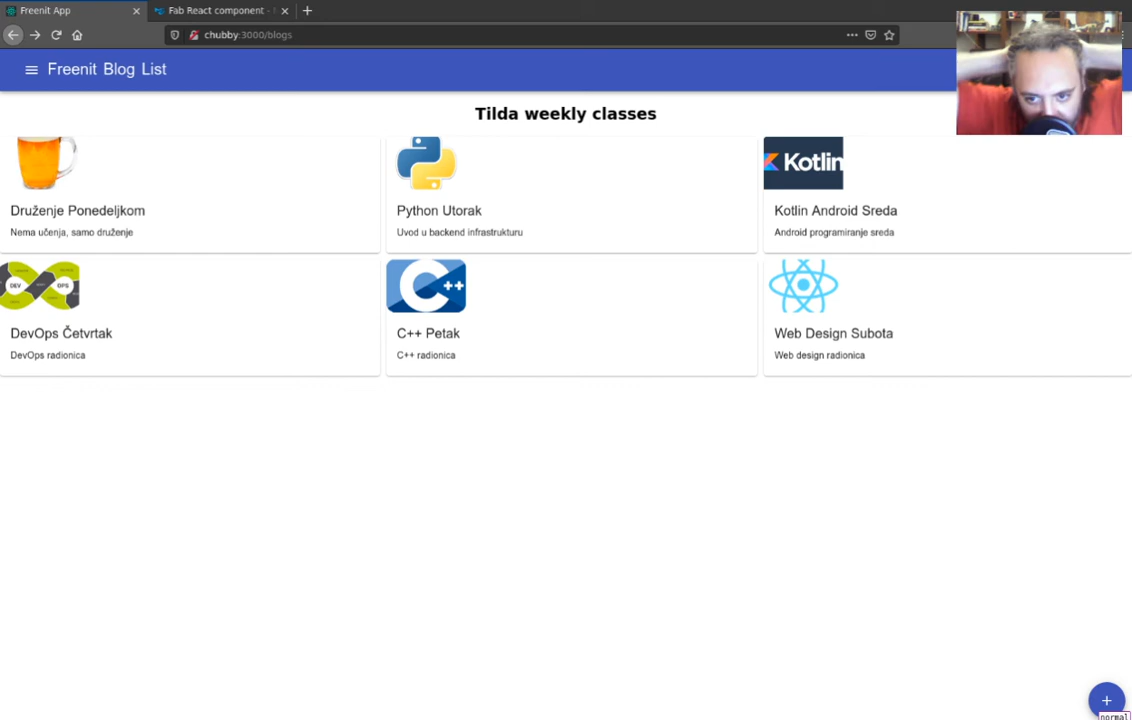 Freenit App
Fab React component -
chubby:3000/blogs
Freenit Blog List
Tilda weekly classes
Druženje Ponedeljkom
Nema učenja, samo druženje
Python Utorak
Uvod u backend infrastrukturu
Kotlin
Kotlin Android Sreda
Android programiranje sreda
DEV OPS
DevOps Četvrtak
DevOps radionica
C++
C++ Petak
C++ radionica
Web Design Subota
Web design radionica
+
normal